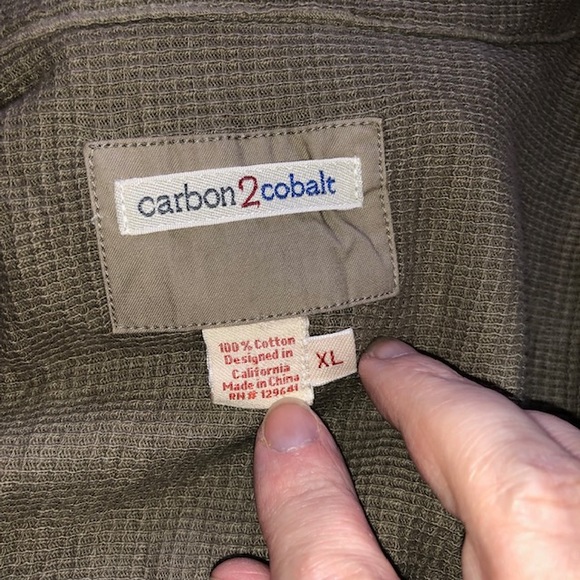 carbon2cobalt
100% Cotton
Designed in
California
Made in China
RN# 129641
XL